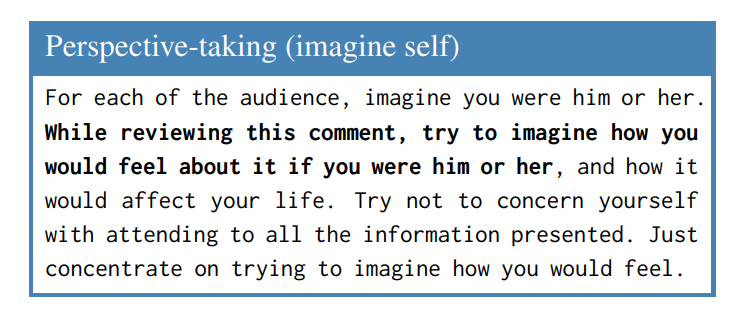 Perspective-taking (imagine self)
For each of the audience, imagine you were him or her.
While reviewing this comment, try to imagine how you
would feel about it if you were him or her, and how it
would affect your life. Try not to concern yourself
with attending to all the information presented. Just
concentrate on trying to imagine how you would feel.